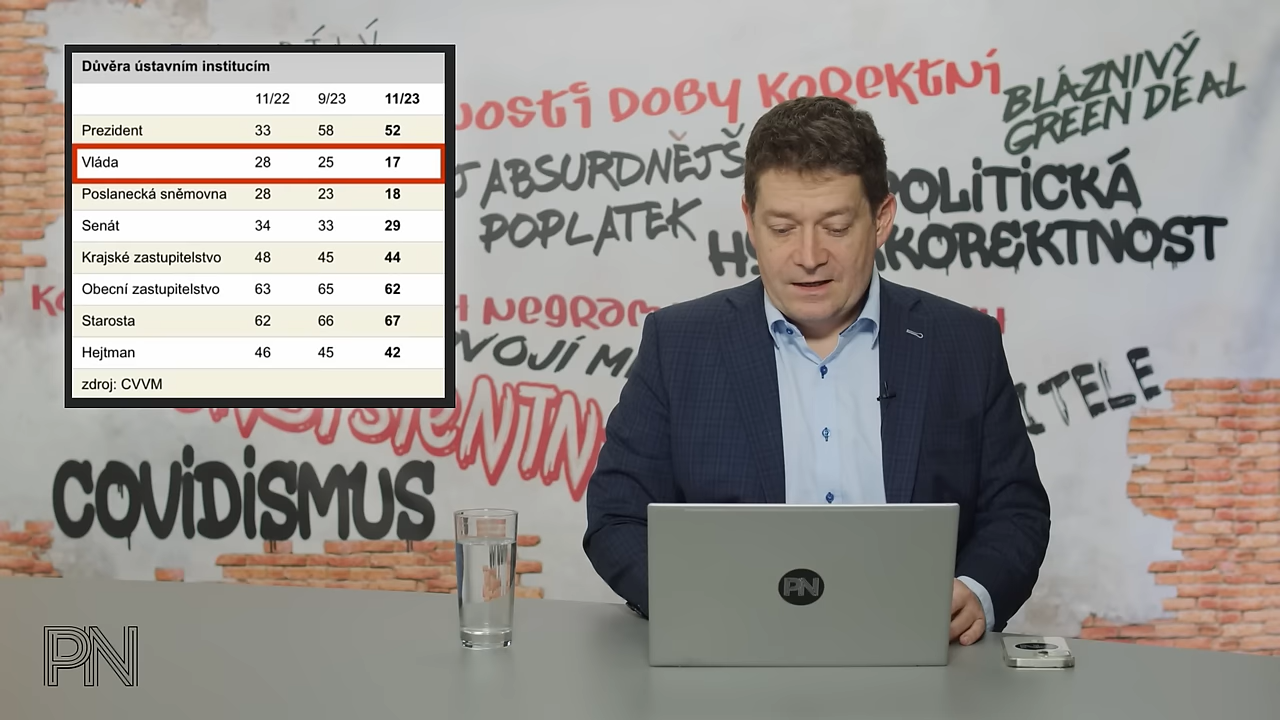 Důvěra ústavním institucím
11/22 9/23 11/23
Prezident 33 58 52
Vláda 28 25 17
Poslanecká sněmovna 28 23 18
Senát 34 33 29
Krajské zastupitelstvo 48 45 44
Obecní zastupitelstvo 63 65 62
Starosta 62 66 67
Hejtman 46 45 42
zdroj: CVVM
DOBY KOREKTNÍ
BLÁZNIVÝ
GREEN DEAL
POPLATEK
POLITICKÁ
KOREKTNOST
COVIDISMUS
PN
PN